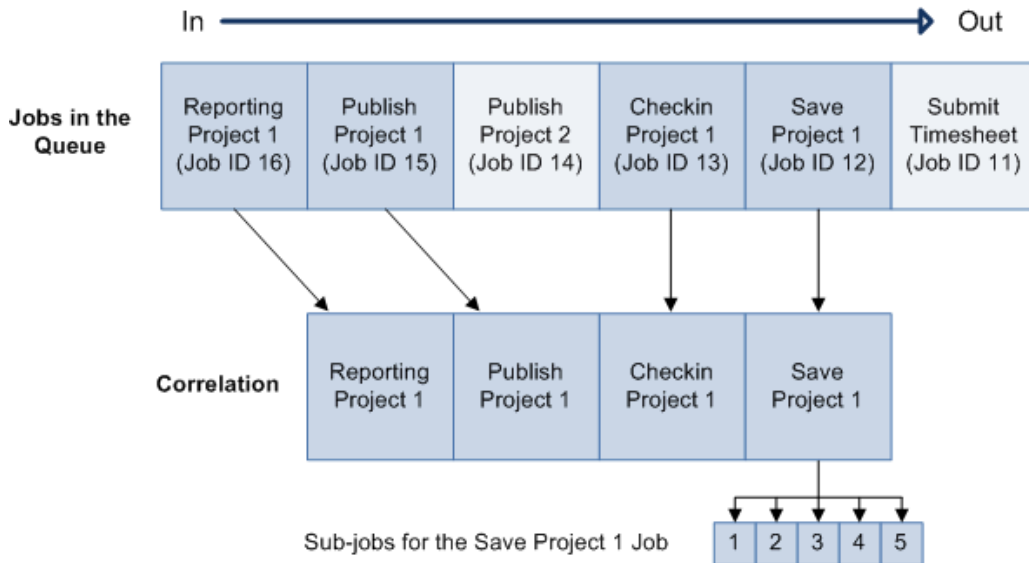 In Out
Jobs in the
Queue
Reporting
Project 1
(Job ID 16)
Publish
Project 1
(Job ID 15)
Publish
Project 2
(Job ID 14)
Checkin
Project 1
(Job ID 13)
Save
Project 1
(Job ID 12)
Submit
Timesheet
(Job ID 11)
Correlation
Reporting
Project 1
Publish
Project 1
Checkin
Project 1
Save
Project 1
Sub-jobs for the Save Project 1 Job
1 2 3 4 5